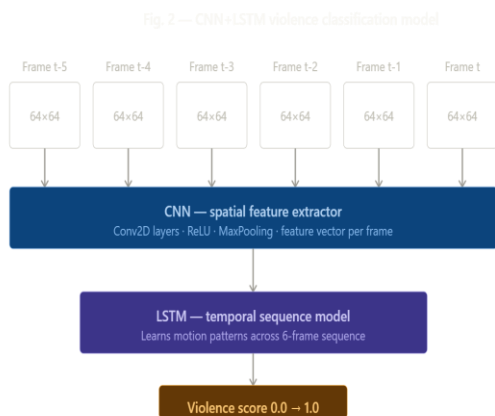 Fig. 2 — CNN+LSTM violence classification model
Frame t-5 Frame t-4 Frame t-3 Frame t-2 Frame t-1 Frame t
64×64 64×64 64×64 64×64 64×64 64×64
CNN — spatial feature extractor
Conv2D layers · ReLU · MaxPooling · feature vector per frame
LSTM — temporal sequence model
Learns motion patterns across 6-frame sequence
Violence score 0.0 → 1.0